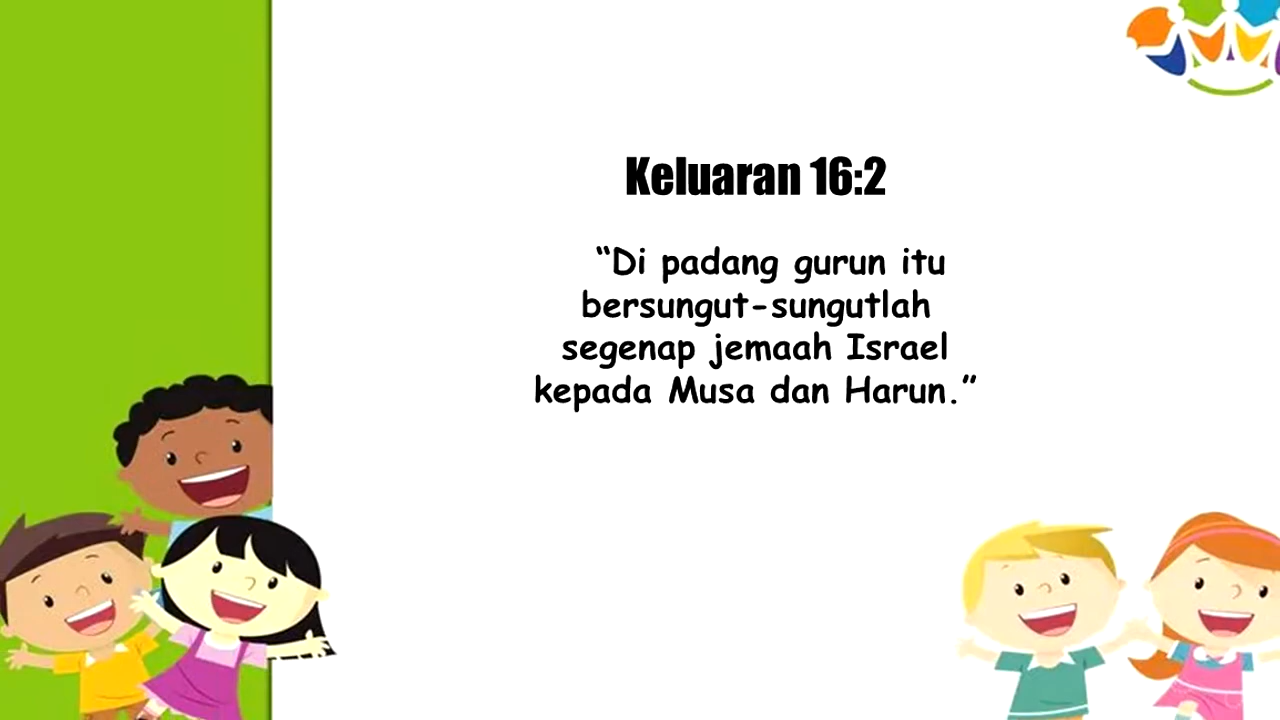 Keluaran 16:2
“Di padang gurun itu
bersungut-sungutlah
segenap jemaah Israel
kepada Musa dan Harun.”